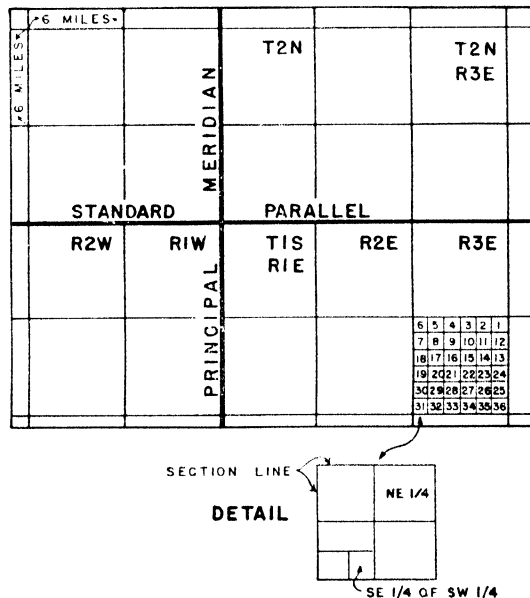 6 MILES
6 MILES
T2N
T2N
R3E
MERIDIAN
STANDARD PARALLEL
R2W R1W T1S R2E R3E
R1E
PRINCIPAL
6 5 4 3 2 1
7 8 9 10 11 12
18 17 16 15 14 13
19 20 21 22 23 24
30 29 28 27 26 25
31 32 33 34 35 36
SECTION LINE
NE 1/4
DETAIL
SE 1/4 OF SW 1/4